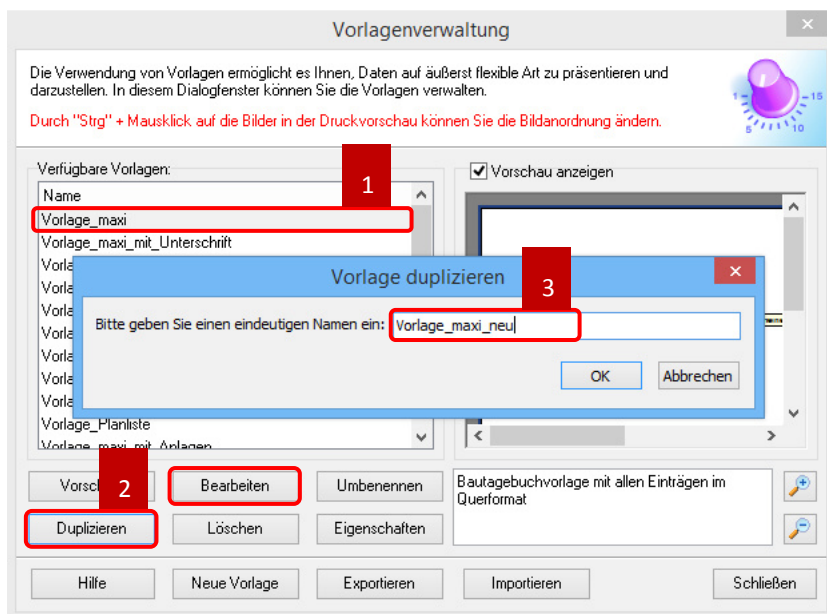 Vorlagenverwaltung
Die Verwendung von Vorlagen ermöglicht es Ihnen, Daten auf äußerst flexible Art zu präsentieren und
darzustellen. In diesem Dialogfenster können Sie die Vorlagen verwalten.
Durch "Strg" + Mausklick auf die Bilder in der Druckvorschau können Sie die Bildanordnung ändern.
1 15
5 10
Verfügbare Vorlagen:
1
Vorschau anzeigen
Name
Vorlage_maxi
Vorlage_maxi_mit_Unterschrift
Vorlage duplizieren
3
Bitte geben Sie einen eindeutigen Namen ein: Vorlage_maxi_neu
OK Abbrechen
Vorlage_Planliste
Vorlage_maxi_mit_Anlagen
2
Bearbeiten Umbenennen
Bautagebuchvorlage mit allen Einträgen im
Querformat
Duplizieren Löschen Eigenschaften
Hilfe Neue Vorlage Exportieren Importieren Schließen